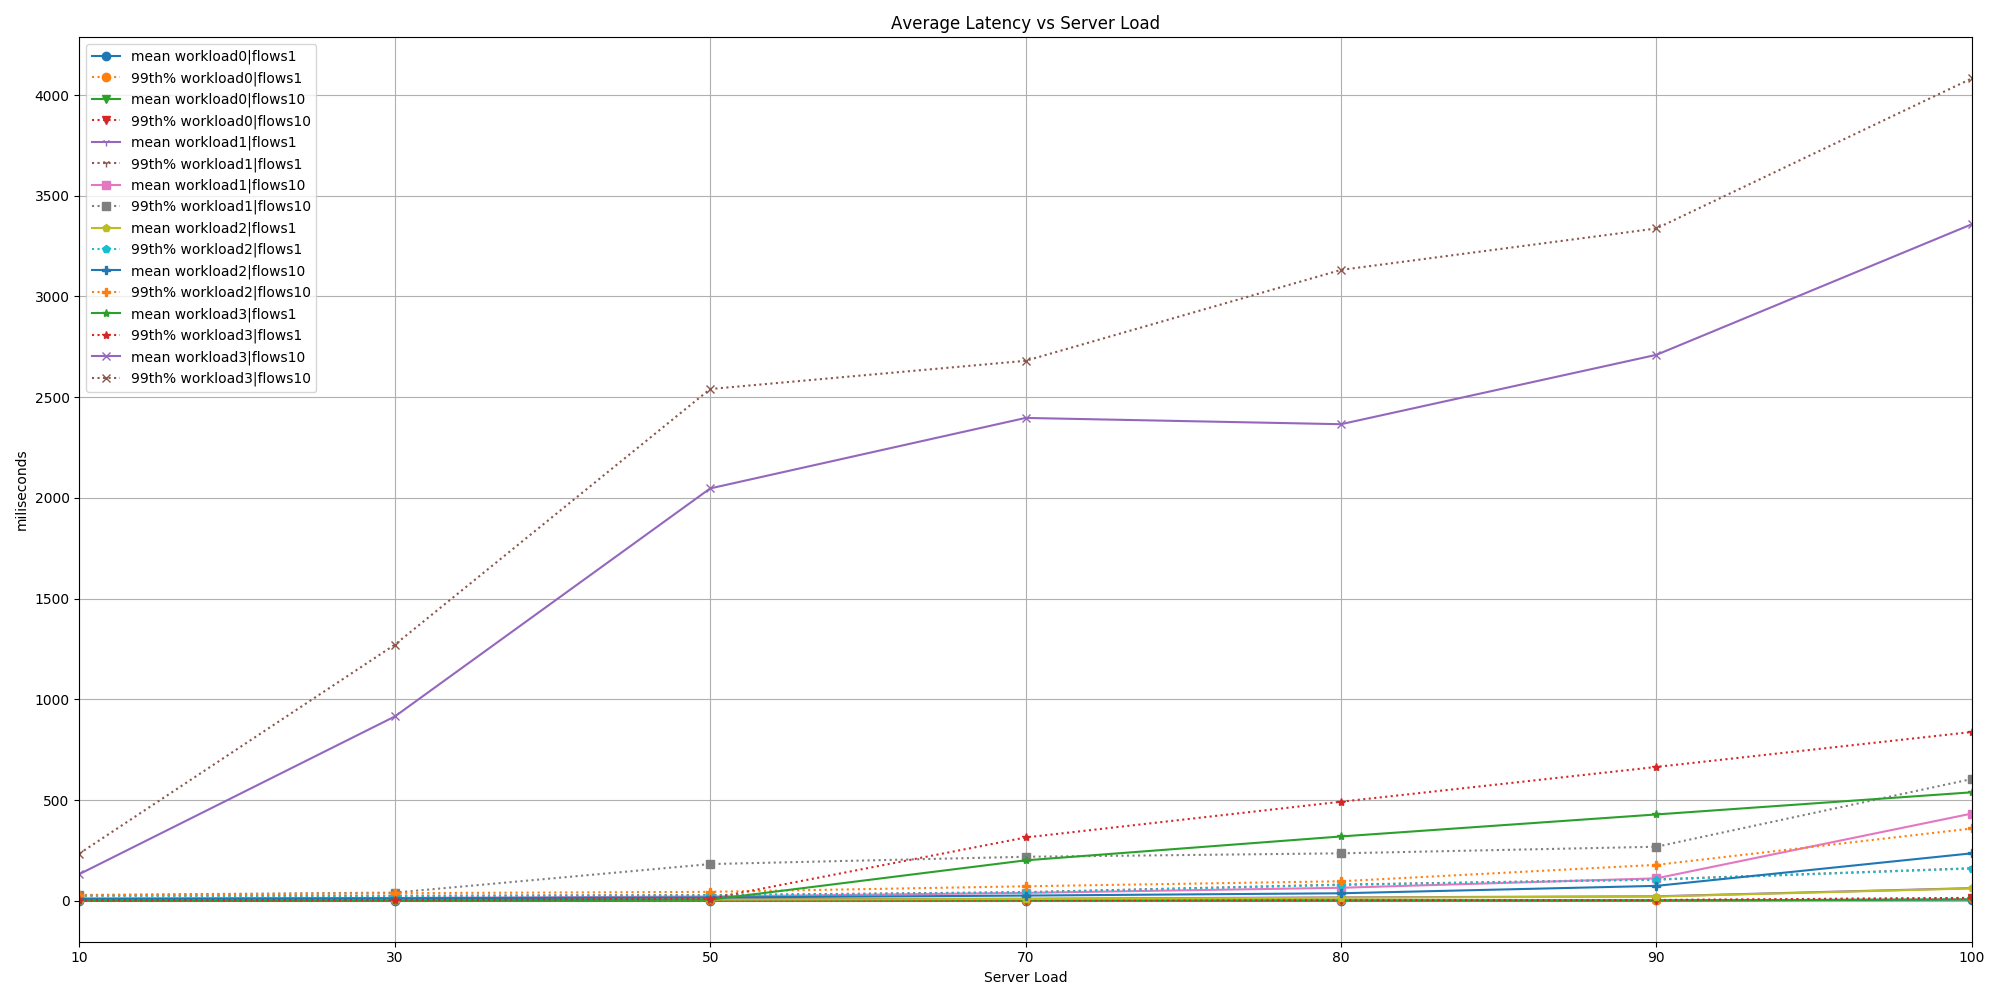 Average Latency vs Server Load
mean workload0|flows1
99th% workload0|flows1
mean workload0|flows10
99th% workload0|flows10
mean workload1|flows1
99th% workload1|flows1
mean workload1|flows10
99th% workload1|flows10
mean workload2|flows1
99th% workload2|flows1
mean workload2|flows10
99th% workload2|flows10
mean workload3|flows1
99th% workload3|flows1
mean workload3|flows10
99th% workload3|flows10
4000
3500
3000
2500
2000
1500
1000
500
0
miliseconds
10 30 50 70 80 90 100
Server Load